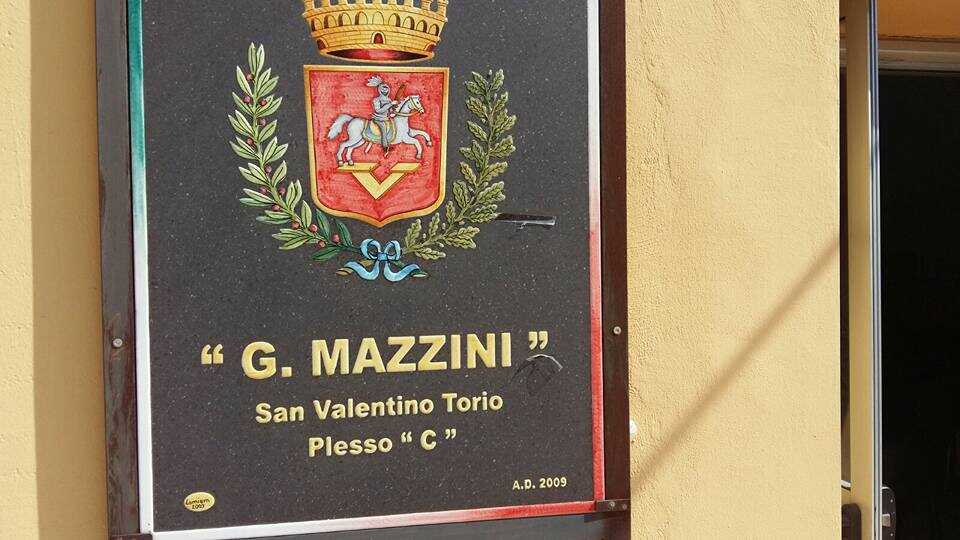 “ G. MAZZINI ”
San Valentino Torio
Plesso “ C ”
A.D. 2009